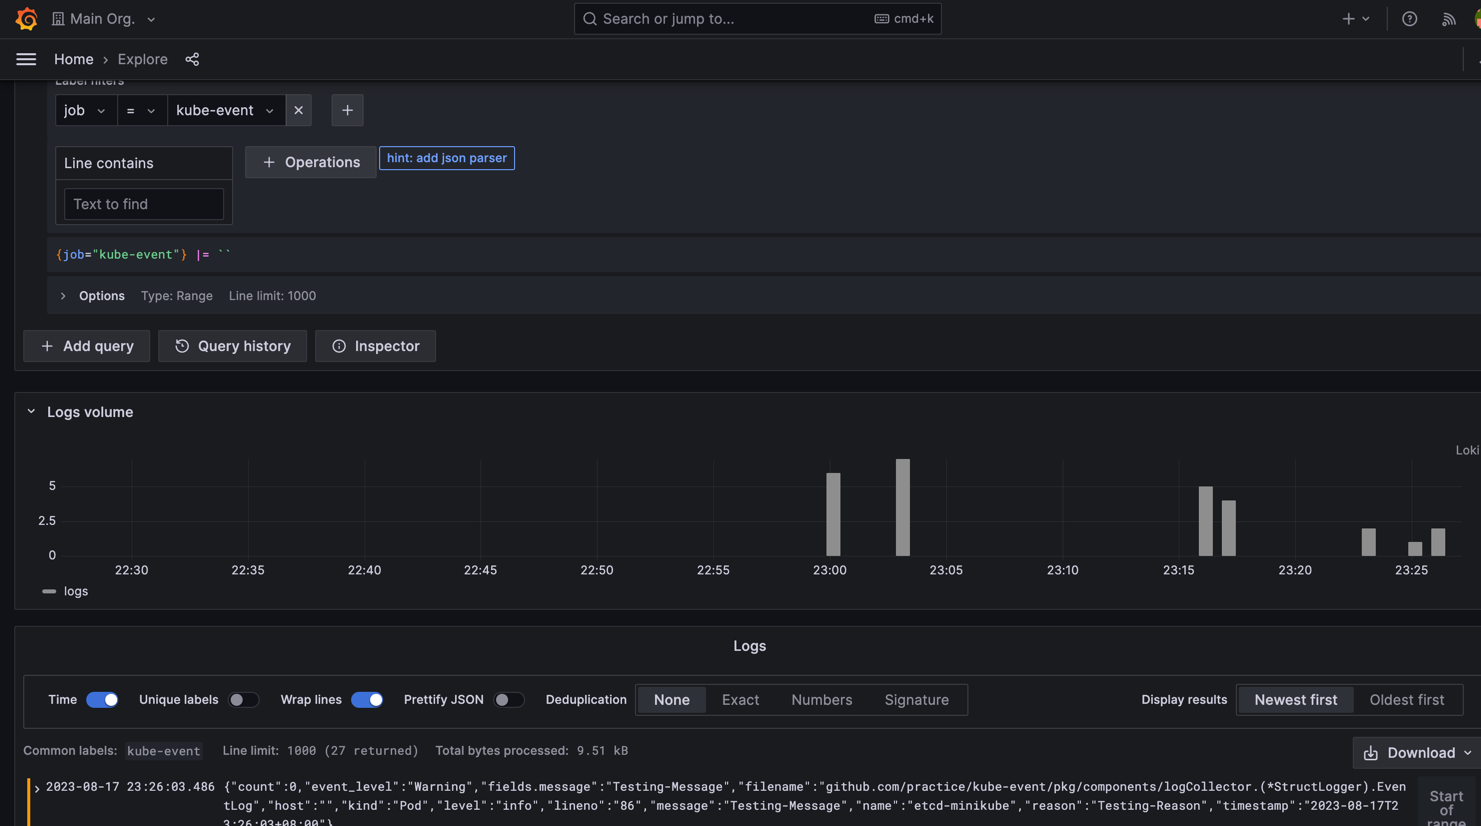 Main Org.
Search or jump to...
cmd+k
Home › Explore
Label filters
job = kube-event
Line contains
Operations
hint: add json parser
Text to find
{job="kube-event"} |= ``
Options Type: Range Line limit: 1000
Add query
Query history
Inspector
Logs volume
Loki
5
2.5
0
22:30 22:35 22:40 22:45 22:50 22:55 23:00 23:05 23:10 23:15 23:20 23:25
logs
Logs
Time
Unique labels
Wrap lines
Prettify JSON
Deduplication
None Exact Numbers Signature
Display results
Newest first Oldest first
Common labels: kube-event Line limit: 1000 (27 returned) Total bytes processed: 9.51 kB
Download
2023-08-17 23:26:03.486 {"count":0,"event_level":"Warning","fields.message":"Testing-Message","filename":"github.com/practice/kube-event/pkg/components/logCollector.(*StructLogger).Even
tLog","host":"","kind":"Pod","level":"info","lineno":"86","message":"Testing-Message","name":"etcd-minikube","reason":"Testing-Reason","timestamp":"2023-08-17T2
3:26:03+08:00"}
Start
of
range